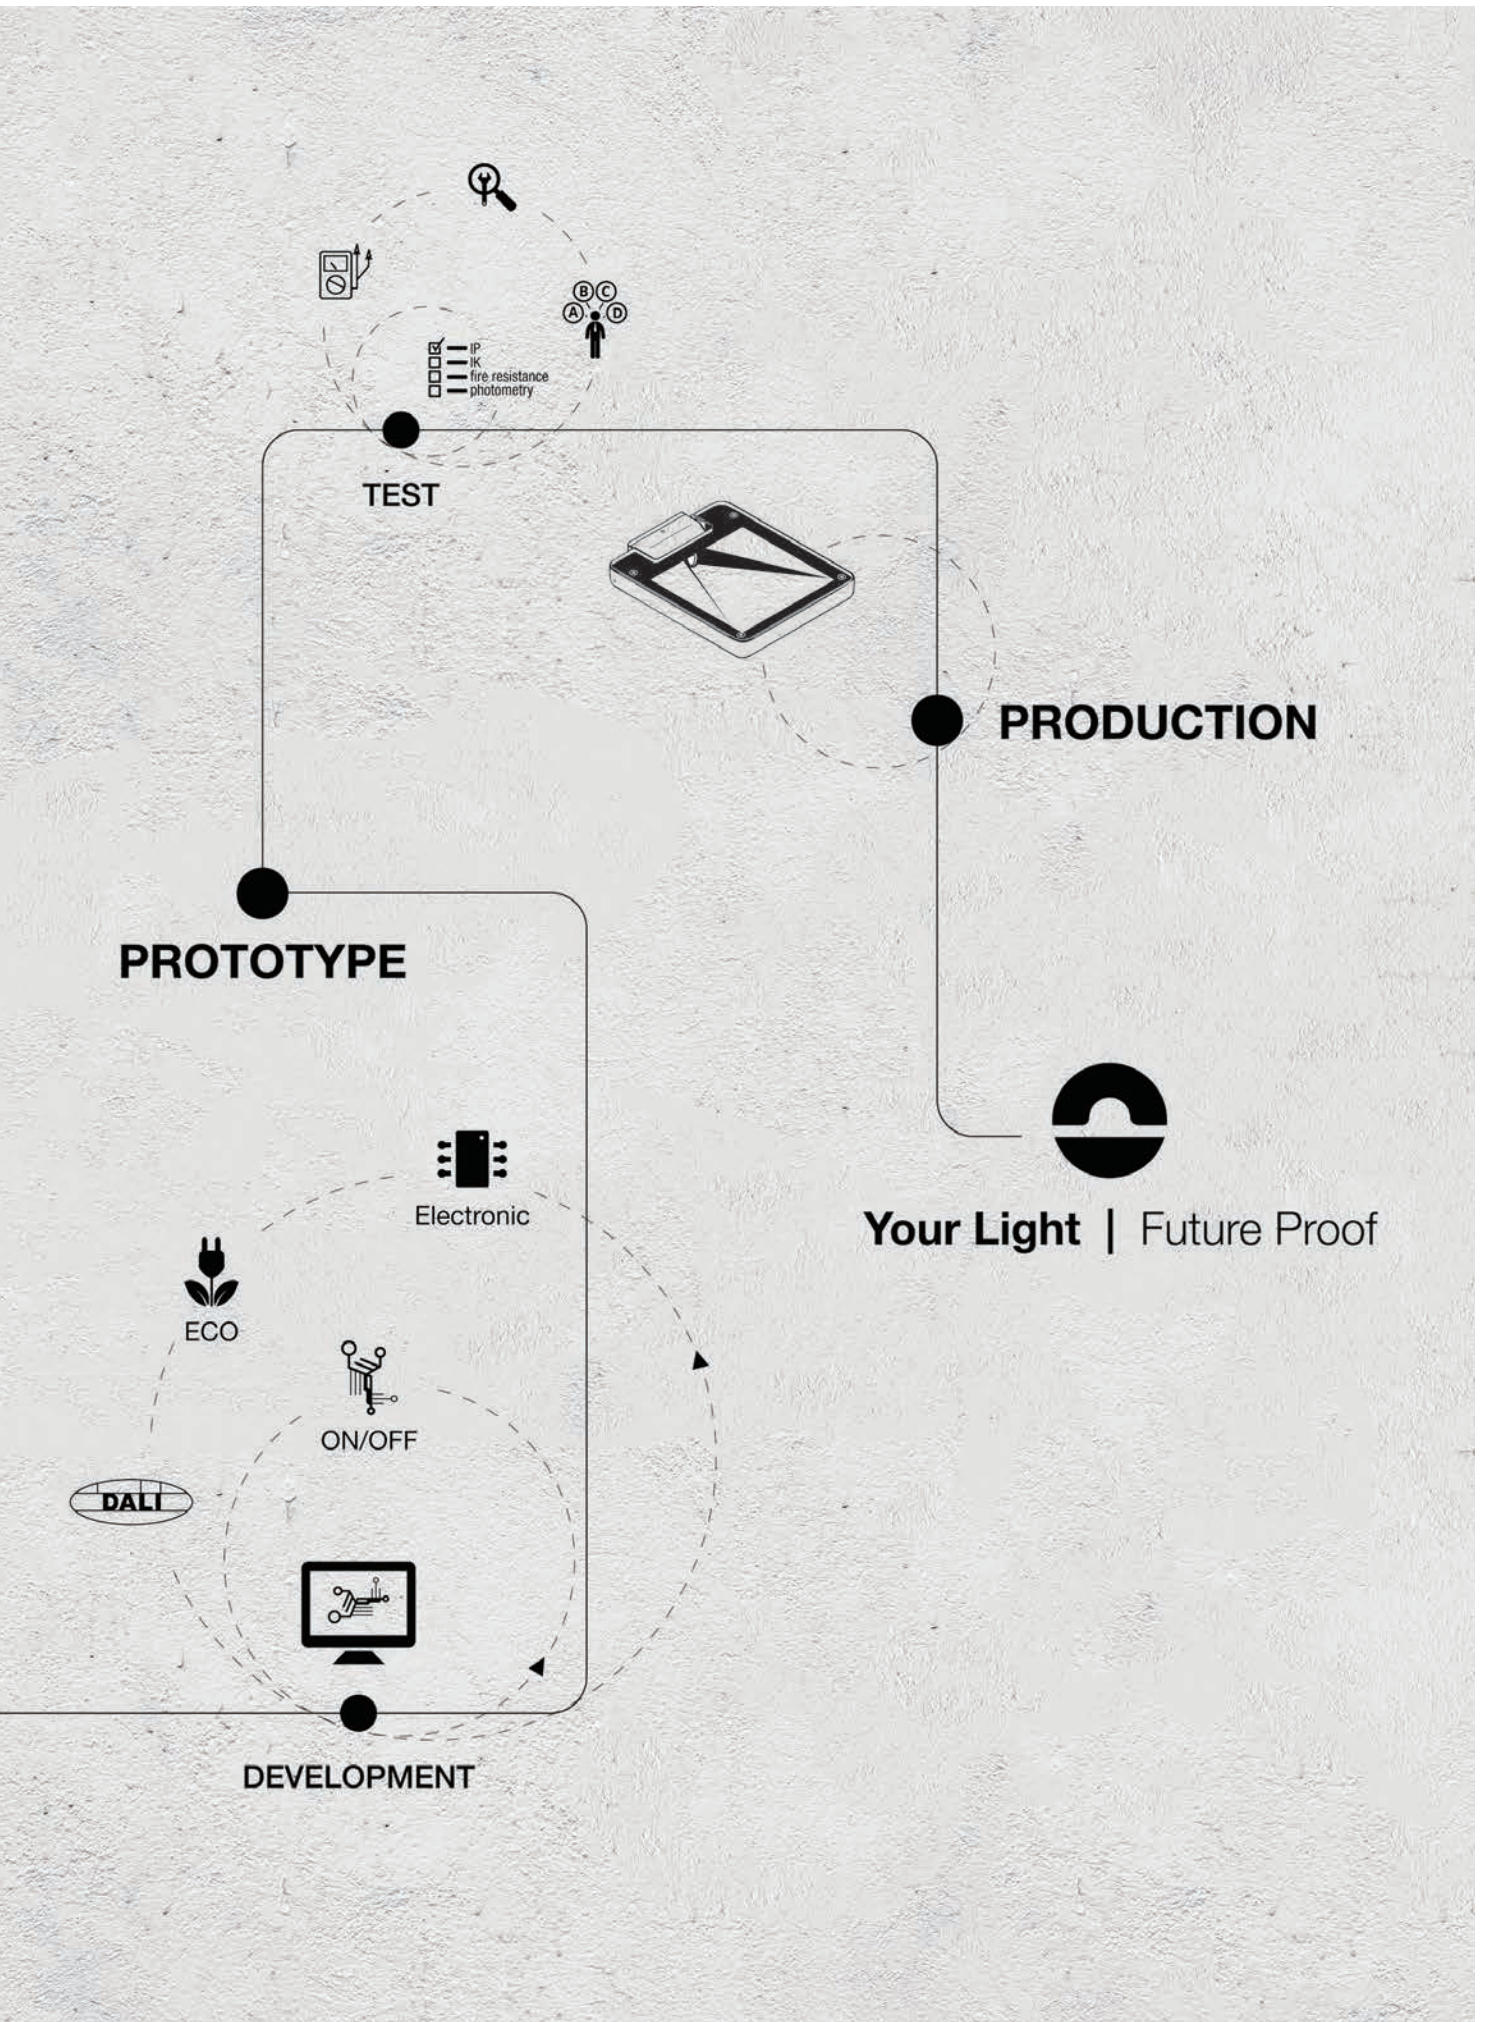 B C
A D
IP
IK
fire resistance
photometry
TEST
PRODUCTION
PROTOTYPE
Electronic
Your Light | Future Proof
ECO
ON/OFF
DALI
DEVELOPMENT